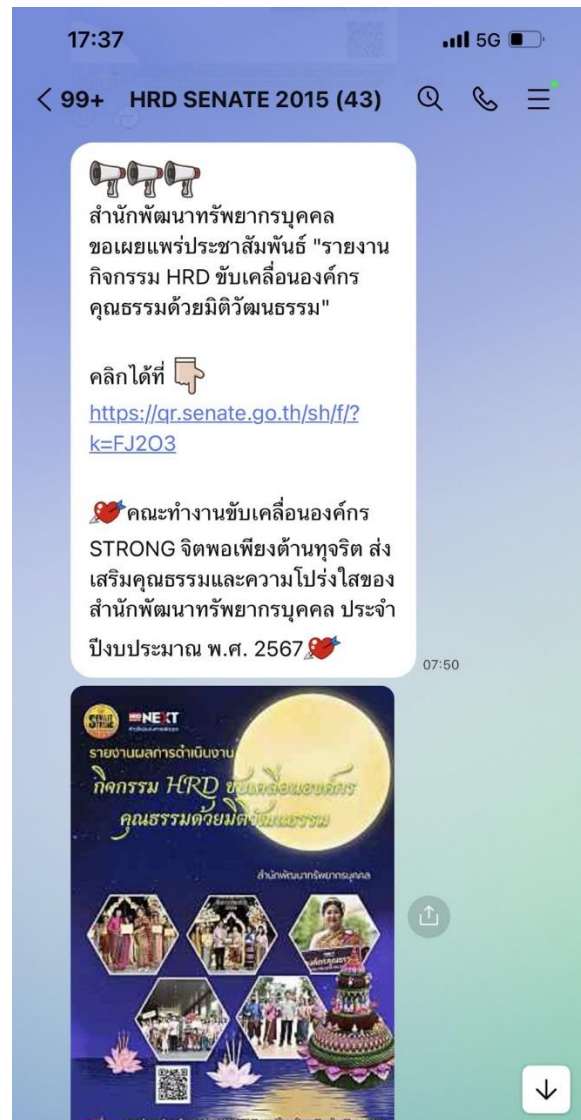 17:37
5G
99+ HRD SENATE 2015 (43)
สำนักพัฒนาทรัพยากรบุคคล
ขอเผยแพร่ประชาสัมพันธ์ "รายงาน
กิจกรรม HRD ขับเคลื่อนองค์กร
คุณธรรมด้วยมิติวัฒนธรรม"
คลิกได้ที่
https://qr.senate.go.th/sh/f/?
k=FJ2O3
คณะทำงานขับเคลื่อนองค์กร
STRONG จิตพอเพียงต้านทุจริต ส่ง
เสริมคุณธรรมและความโปร่งใสของ
สำนักพัฒนาทรัพยากรบุคคล ประจำ
ปีงบประมาณ พ.ศ. 2567
07:50
NEXT
รายงานผลการดำเนินงาน
กิจกรรม HRD ขับเคลื่อนองค์กร
คุณธรรมด้วยมิติวัฒนธรรม
สำนักพัฒนาทรัพยากรบุคคล